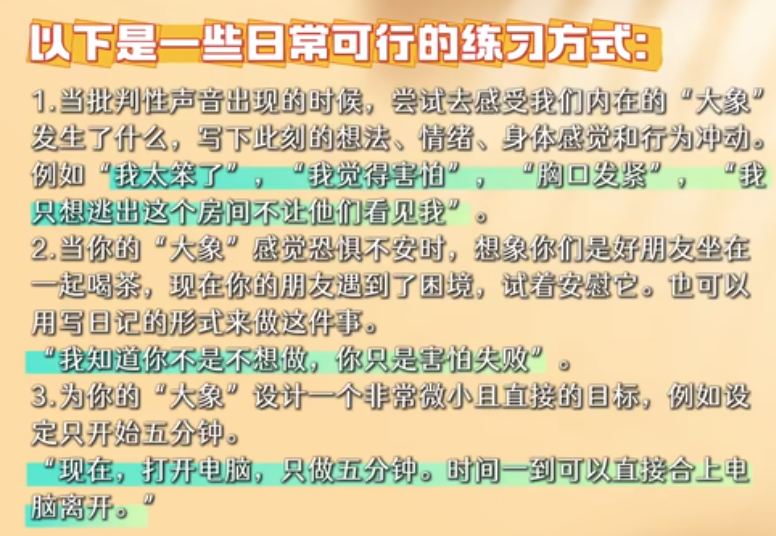 以下是一些日常可行的练习方式：
1.当批判性声音出现的时候，尝试去感受我们内在的“大象”
发生了什么，写下此刻的想法、情绪、身体感觉和行为冲动。
例如“我太笨了”，“我觉得害怕”，“胸口发紧”，“我
只想逃出这个房间不让他们看见我”。
2.当你的“大象”感觉恐惧不安时，想象你们是好朋友坐在
一起喝茶，现在你的朋友遇到了困境，试着安慰它。也可以
用写日记的形式来做这件事。
“我知道你不是不想做，你只是害怕失败”。
3.为你的“大象”设计一个非常微小且直接的目标，例如设
定只开始五分钟。
“现在，打开电脑，只做五分钟。时间一到可以直接合上电
脑离开。”